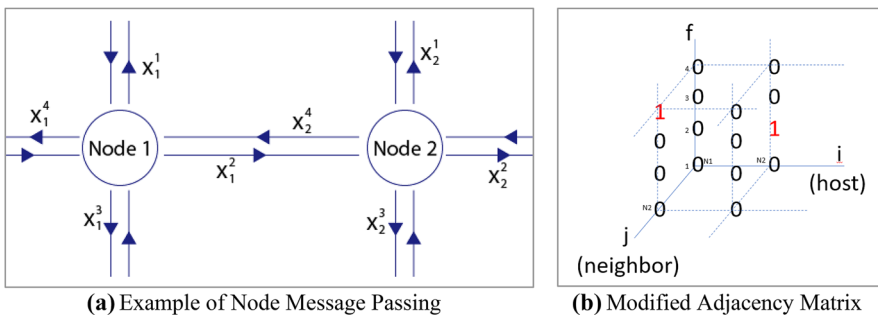 X_1^1
X_2^1
X_1^4
X_2^4
Node 1
Node 2
X_1^2
X_2^2
X_1^3
X_2^3
(a) Example of Node Message Passing
f
4 0 0
3 0 0
1 0
2 0 1
0 0
1 0 N1 N2 0 i
0 0 (host)
N2 0 0
j
(neighbor)
(b) Modified Adjacency Matrix